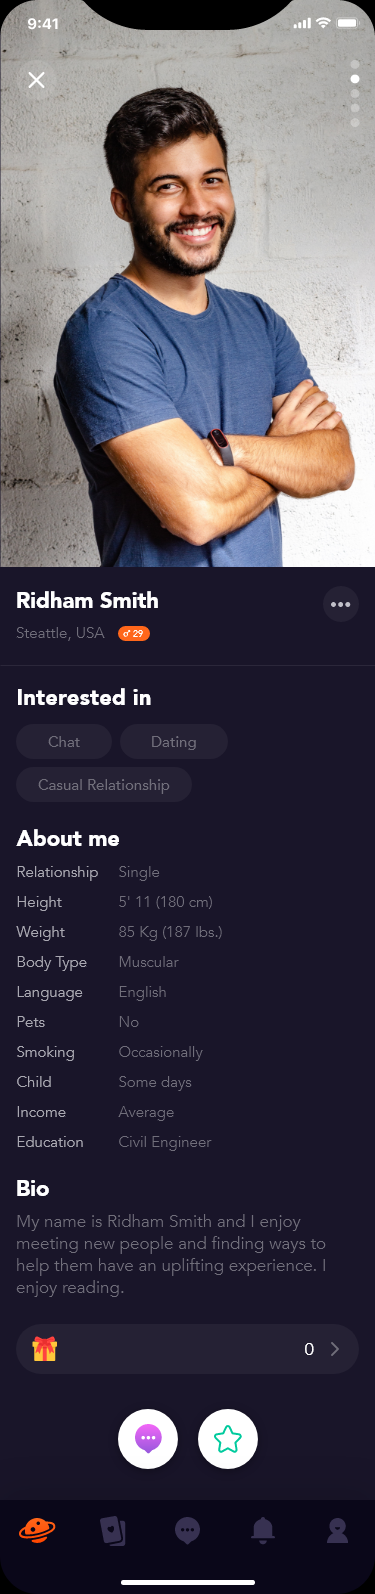 9:41
Ridham Smith
Steattle, USA 29
Interested in
Chat Dating
Casual Relationship
About me
Relationship Single
Height 5' 11 (180 cm)
Weight 85 Kg (187 lbs.)
Body Type Muscular
Language English
Pets No
Smoking Occasionally
Child Some days
Income Average
Education Civil Engineer
Bio
My name is Ridham Smith and I enjoy
meeting new people and finding ways to
help them have an uplifting experience. I
enjoy reading.
0